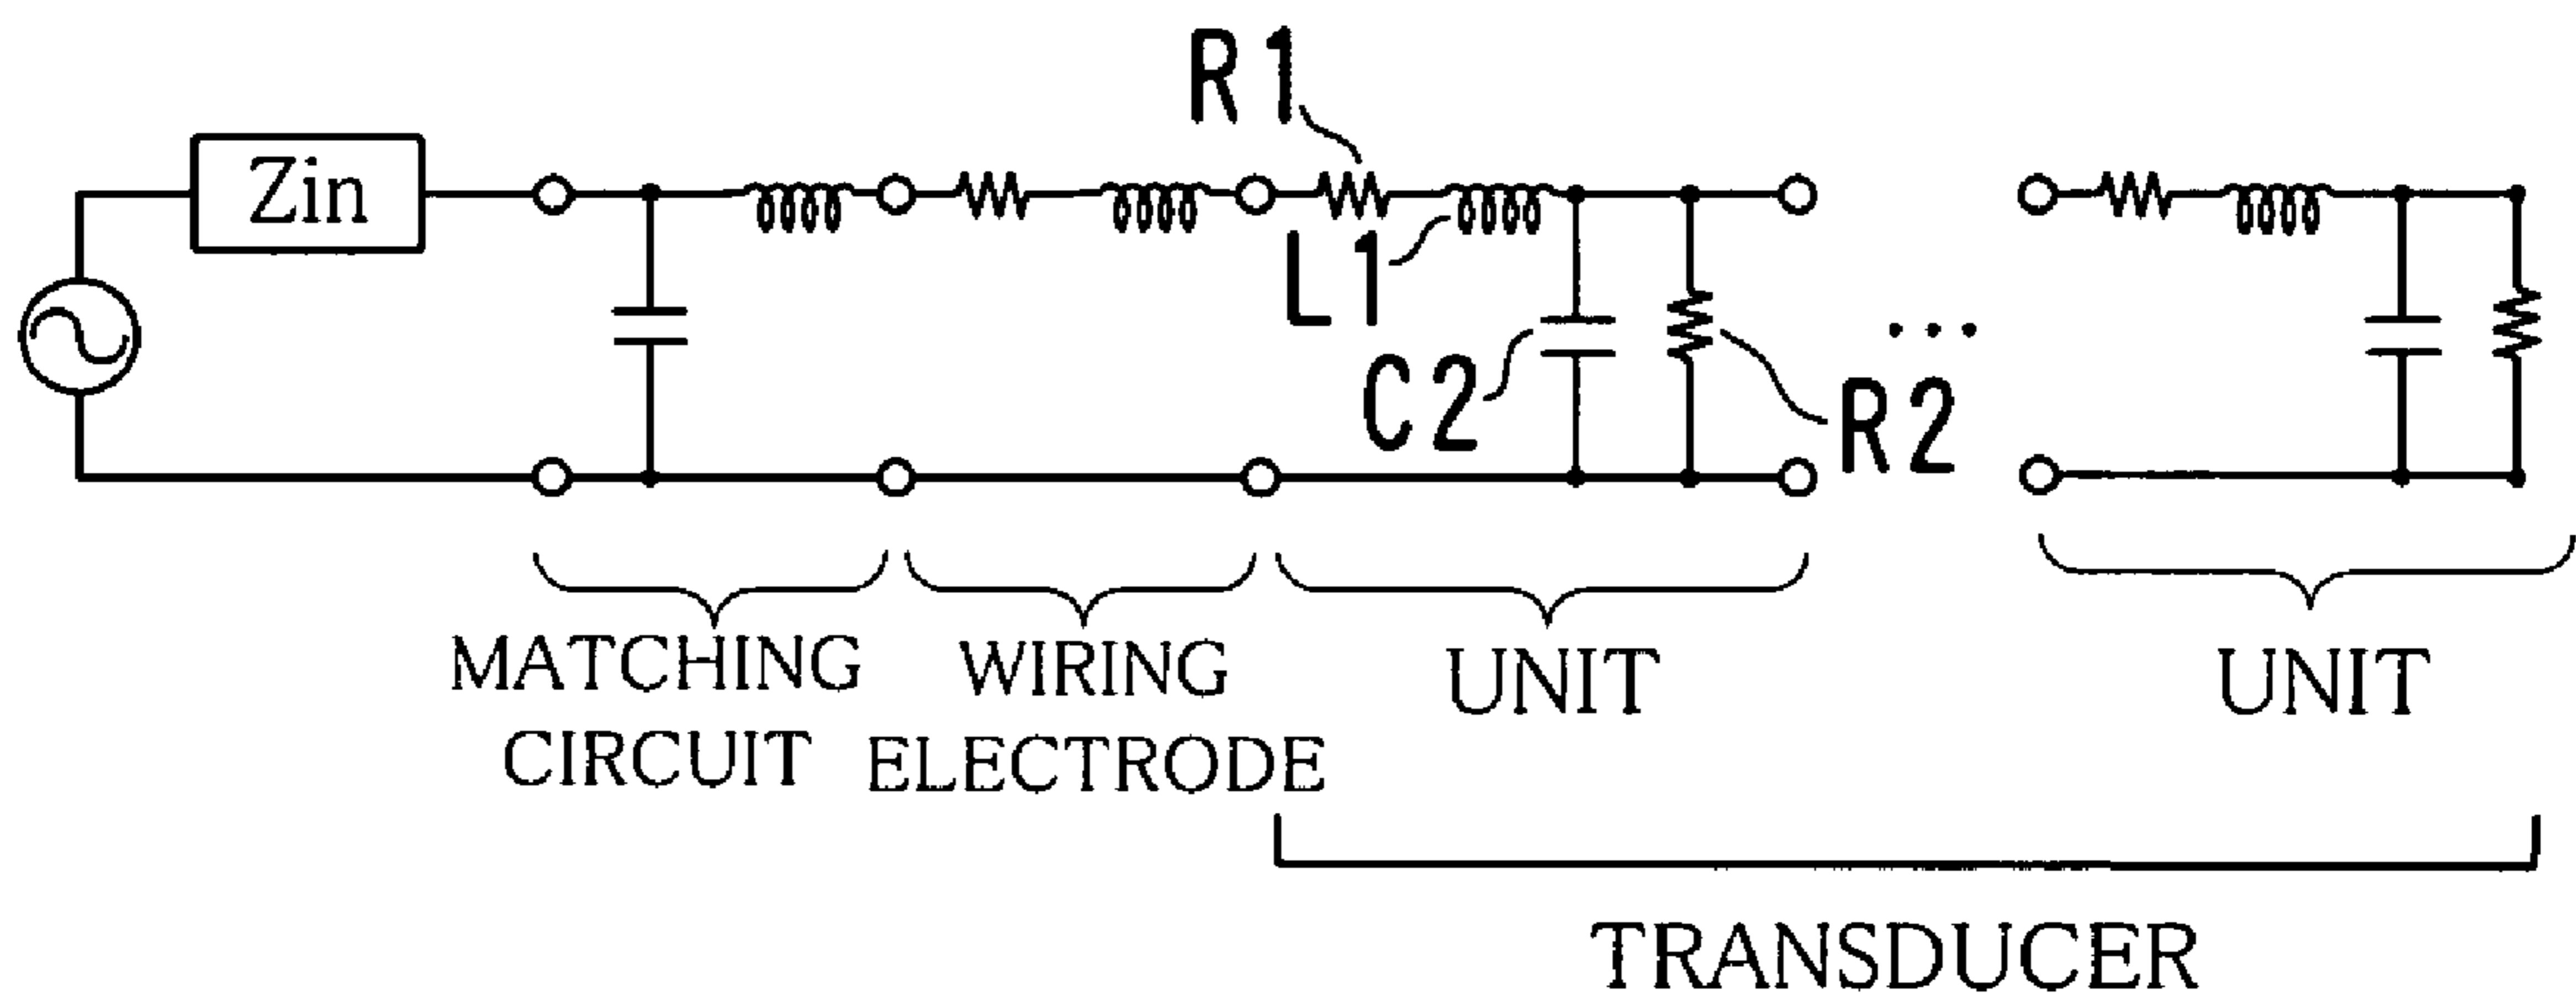 R1
Zin
L1
C2
...
R2
MATCHING
CIRCUIT
WIRING
ELECTRODE
UNIT
UNIT
TRANSDUCER